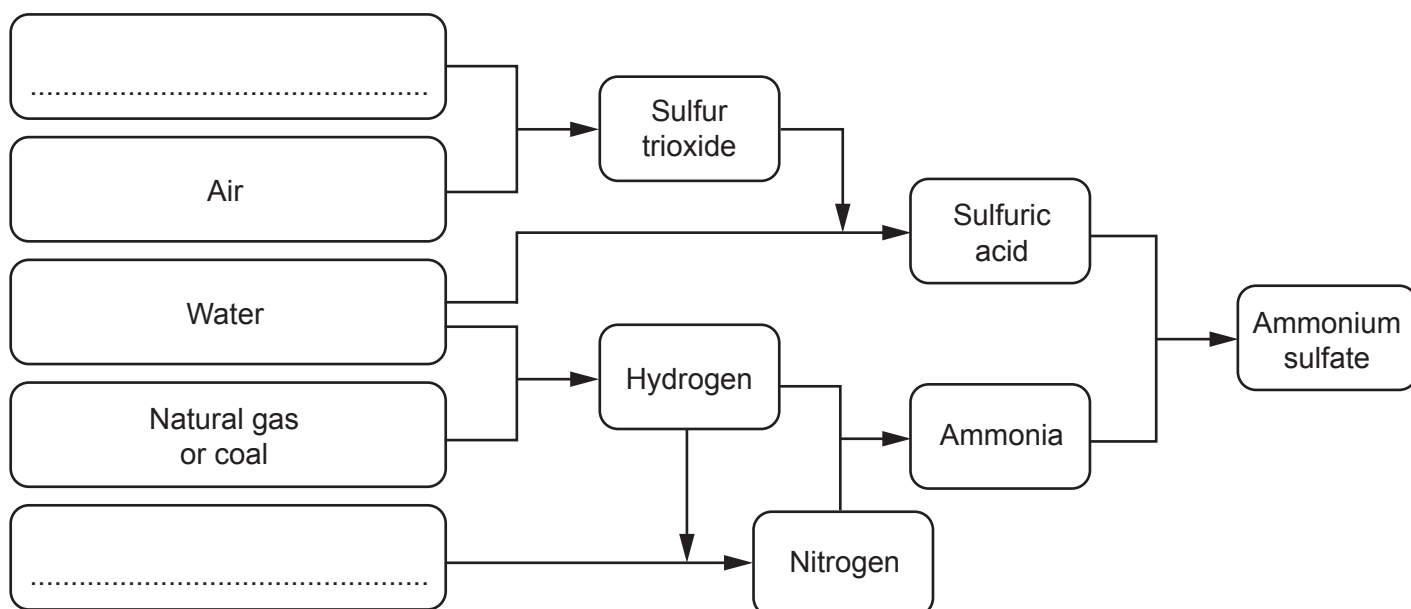 Sulfur
trioxide
Air
Sulfuric
acid
Water
Ammonium
sulfate
Hydrogen
Natural gas
or coal
Ammonia
Nitrogen